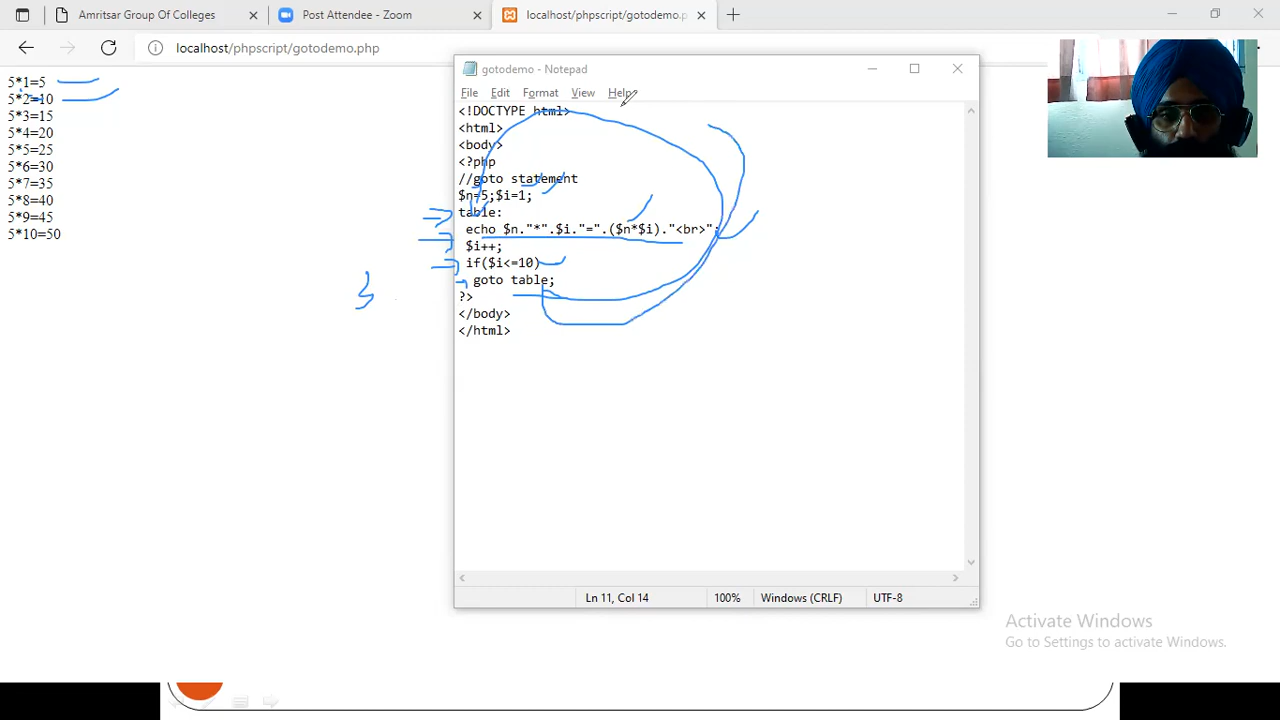 Amritsar Group Of Colleges
Post Attendee - Zoom
localhost/phpscript/gotodemo.p
localhost/phpscript/gotodemo.php
5*1=5
5*2=10
5*3=15
5*4=20
5*5=25
5*6=30
5*7=35
5*8=40
5*9=45
5*10=50
gotodemo - Notepad
File Edit Format View Help
<!DOCTYPE html>
<html>
<body>
<?php
//goto statement
$n=5;$i=1;
table:
echo $n."*".$i."=".($n*$i)."<br>";
$i++;
if($i<=10)
goto table;
?>
</body>
</html>
Ln 11, Col 14 100% Windows (CRLF) UTF-8
Activate Windows
Go to Settings to activate Windows.